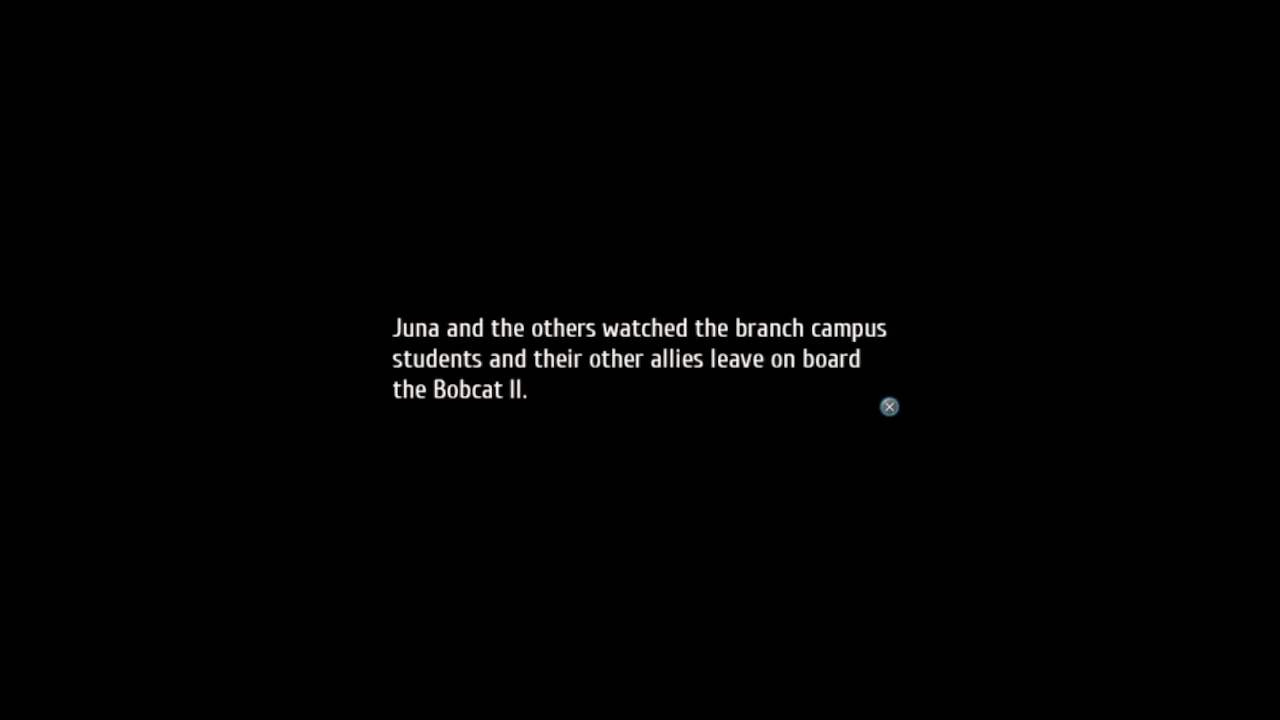 Juna and the others watched the branch campus
students and their other allies leave on board
the Bobcat II.